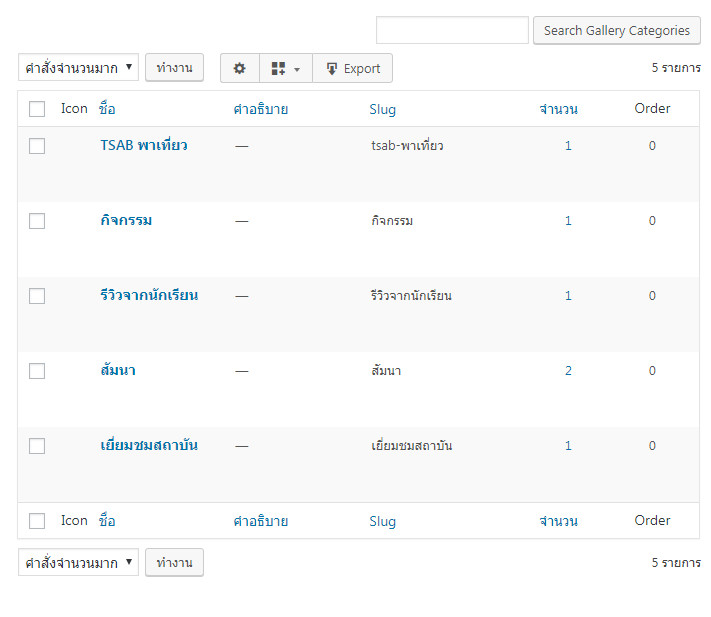 Search Gallery Categories
คำสั่งจำนวนมาก ทำงาน Export 5 รายการ
Icon ชื่อ คำอธิบาย Slug จำนวน Order
TSAB พาเที่ยว — tsab-พาเที่ยว 1 0
กิจกรรม — กิจกรรม 1 0
รีวิวจากนักเรียน — รีวิวจากนักเรียน 1 0
สัมนา — สัมนา 2 0
เยี่ยมชมสถาบัน — เยี่ยมชมสถาบัน 1 0
Icon ชื่อ คำอธิบาย Slug จำนวน Order
คำสั่งจำนวนมาก ทำงาน 5 รายการ